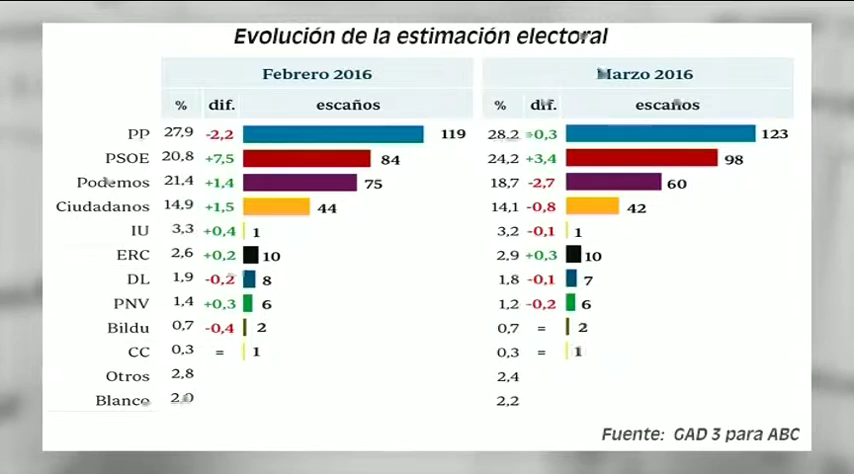 Evolución de la estimación electoral
Febrero 2016 Marzo 2016
% dif. escaños % dif. escaños
PP 27,9 -2,2 119 28,2 +0,3 123
PSOE 20,8 +7,5 84 24,2 +3,4 98
Podemos 21,4 +1,4 75 18,7 -2,7 60
Ciudadanos 14,9 +1,5 44 14,1 -0,8 42
IU 3,3 +0,4 1 3,2 -0,1 1
ERC 2,6 +0,2 10 2,9 +0,3 10
DL 1,9 -0,2 8 1,8 -0,1 7
PNV 1,4 +0,3 6 1,2 -0,2 6
Bildu 0,7 -0,4 2 0,7 = 2
CC 0,3 = 1 0,3 = 1
Otros 2,8 2,4
Blanco 2,0 2,2
Fuente: GAD 3 para ABC